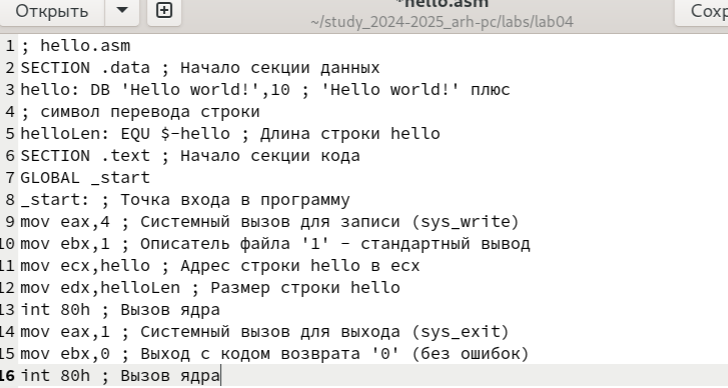 Открыть
*hello.asm
~/study_2024-2025_arh-pc/labs/lab04
1 ; hello.asm
2 SECTION .data ; Начало секции данных
3 hello: DB 'Hello world!',10 ; 'Hello world!' плюс
4 ; символ перевода строки
5 helloLen: EQU $-hello ; Длина строки hello
6 SECTION .text ; Начало секции кода
7 GLOBAL _start
8 _start: ; Точка входа в программу
9 mov eax,4 ; Системный вызов для записи (sys_write)
10 mov ebx,1 ; Описатель файла '1' - стандартный вывод
11 mov ecx,hello ; Адрес строки hello в ecx
12 mov edx,helloLen ; Размер строки hello
13 int 80h ; Вызов ядра
14 mov eax,1 ; Системный вызов для выхода (sys_exit)
15 mov ebx,0 ; Выход с кодом возврата '0' (без ошибок)
16 int 80h ; Вызов ядра